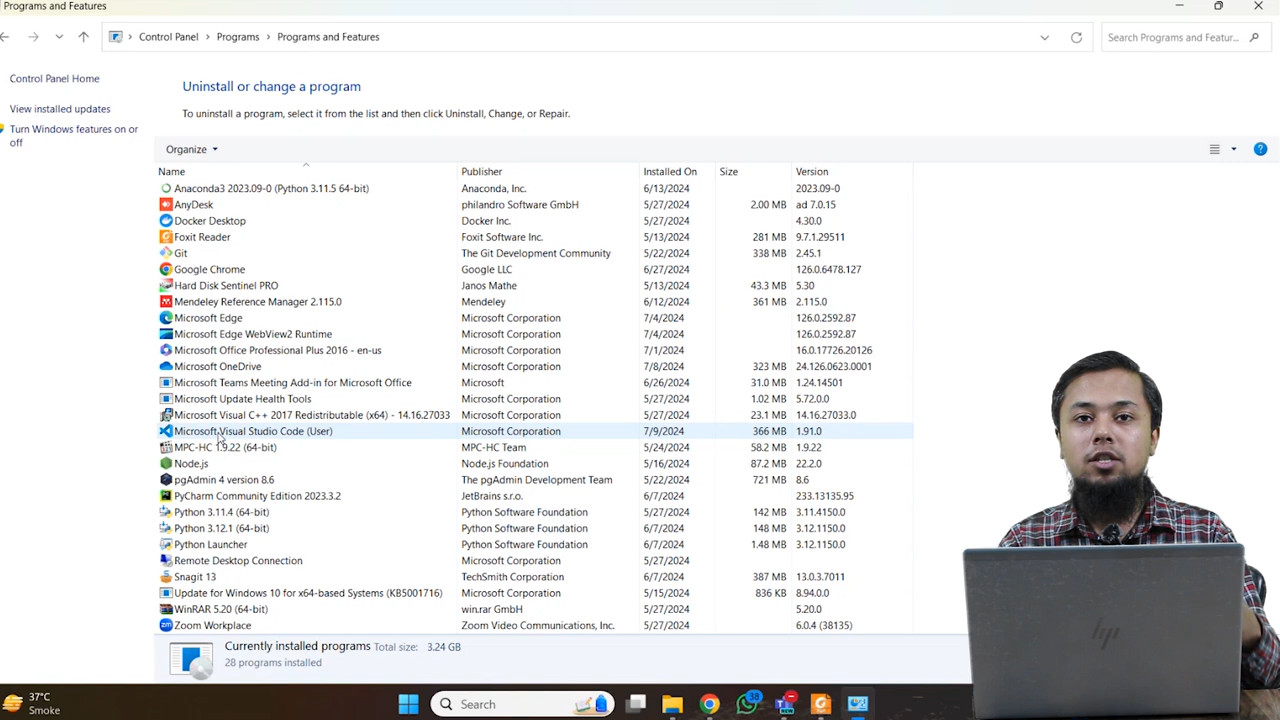 Programs and Features
Control Panel > Programs > Programs and Features
Search Programs and Featur...
Control Panel Home
View installed updates
Turn Windows features on or off
Uninstall or change a program
To uninstall a program, select it from the list and then click Uninstall, Change, or Repair.
Organize
Name Publisher Installed On Size Version
Anaconda3 2023.09-0 (Python 3.11.5 64-bit) Anaconda, Inc. 6/13/2024 2023.09-0
AnyDesk philandro Software GmbH 5/27/2024 2.00 MB ad 7.0.15
Docker Desktop Docker Inc. 5/27/2024 4.30.0
Foxit Reader Foxit Software Inc. 5/13/2024 281 MB 9.7.1.29511
Git The Git Development Community 5/22/2024 338 MB 2.45.1
Google Chrome Google LLC 6/27/2024 126.0.6478.127
Hard Disk Sentinel PRO Janos Mathe 5/13/2024 43.3 MB 5.30
Mendeley Reference Manager 2.115.0 Mendeley 6/12/2024 361 MB 2.115.0
Microsoft Edge Microsoft Corporation 7/4/2024 126.0.2592.87
Microsoft Edge WebView2 Runtime Microsoft Corporation 7/4/2024 126.0.2592.87
Microsoft Office Professional Plus 2016 - en-us Microsoft Corporation 7/1/2024 16.0.17726.20126
Microsoft OneDrive Microsoft Corporation 7/8/2024 323 MB 24.126.0623.0001
Microsoft Teams Meeting Add-in for Microsoft Office Microsoft 6/26/2024 31.0 MB 1.24.14501
Microsoft Update Health Tools Microsoft Corporation 5/27/2024 1.02 MB 5.72.0.0
Microsoft Visual C++ 2017 Redistributable (x64) - 14.16.27033 Microsoft Corporation 5/27/2024 23.1 MB 14.16.27033.0
Microsoft Visual Studio Code (User) Microsoft Corporation 7/9/2024 366 MB 1.91.0
MPC-HC 1.9.22 (64-bit) MPC-HC Team 5/24/2024 58.2 MB 1.9.22
Node.js Node.js Foundation 5/16/2024 87.2 MB 22.2.0
pgAdmin 4 version 8.6 The pgAdmin Development Team 5/22/2024 721 MB 8.6
PyCharm Community Edition 2023.3.2 JetBrains s.r.o. 6/7/2024 233.13135.95
Python 3.11.4 (64-bit) Python Software Foundation 5/27/2024 142 MB 3.11.4150.0
Python 3.12.1 (64-bit) Python Software Foundation 6/7/2024 148 MB 3.12.1150.0
Python Launcher Python Software Foundation 6/7/2024 1.48 MB 3.12.1150.0
Remote Desktop Connection Microsoft Corporation 5/27/2024
Snagit 13 TechSmith Corporation 6/7/2024 387 MB 13.0.3.7011
Update for Windows 10 for x64-based Systems (KB5001716) Microsoft Corporation 5/15/2024 836 KB 8.94.0.0
WinRAR 5.20 (64-bit) win.rar GmbH 5/27/2024 5.20.0
Zoom Workplace Zoom Video Communications, Inc. 5/27/2024 6.0.4 (38135)
Currently installed programs Total size: 3.24 GB
28 programs installed
37°C
Smoke
Search
38
hp